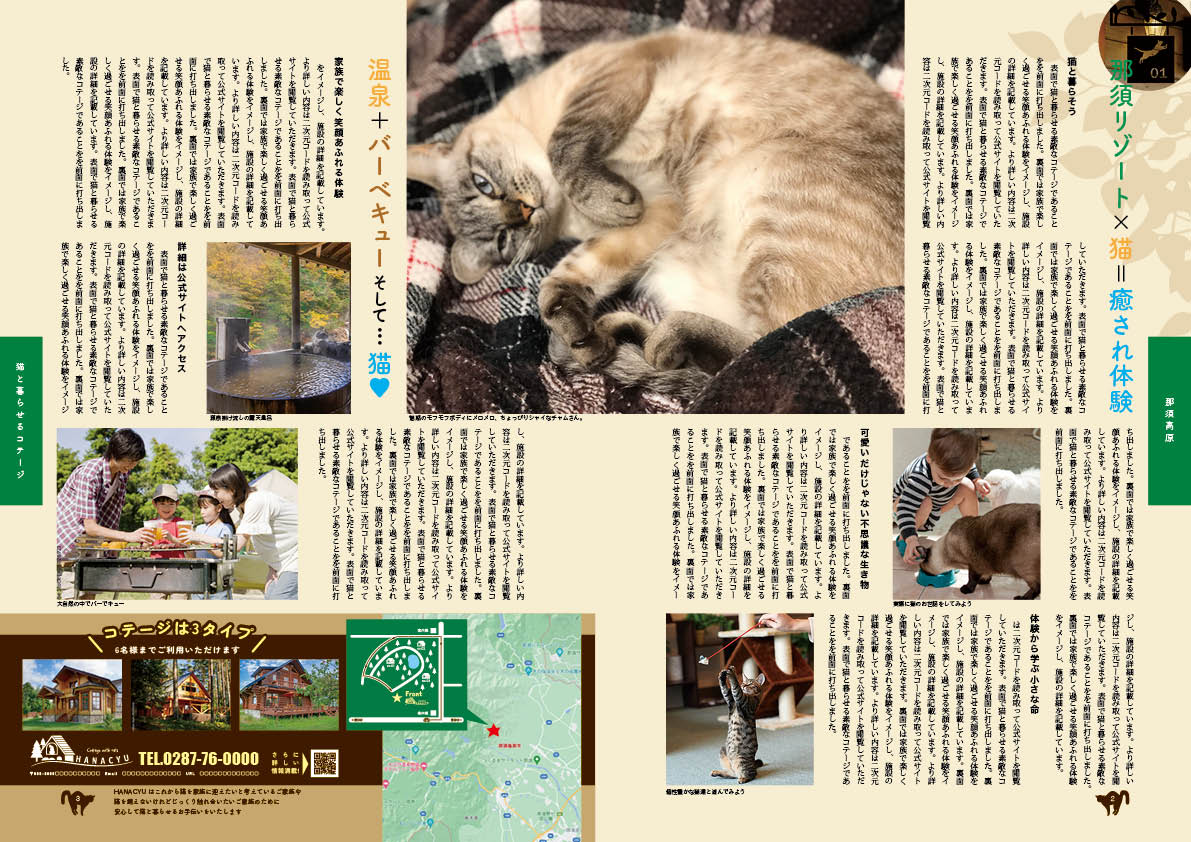 01
那須リゾート×猫=癒され体験
猫と暮らそう
表面で猫と暮らせる素敵なコテージであること
をを前面に打ち出しました。裏面では家族で楽し
く過ごせる笑顔あふれる体験をイメージし、施設
の詳細を記載しています。より詳しい内容は二次
元コードを読み取って公式サイトを閲覧していた
だきます。表面で猫と暮らせる素敵なコテージで
あることをを前面に打ち出しました。裏面では家
族で楽しく過ごせる笑顔あふれる体験をイメージ
し、施設の詳細を記載しています。より詳しい内
容は二次元コードを読み取って公式サイトを閲覧
していただきます。表面で猫と暮らせる素敵なコ
テージであることをを前面に打ち出しました。裏
面では家族で楽しく過ごせる笑顔あふれる体験を
イメージし、施設の詳細を記載しています。より
詳しい内容は二次元コードを読み取って公式サイ
トを閲覧していただきます。表面で猫と暮らせる
素敵なコテージであることをを前面に打ち出しま
した。裏面では家族で楽しく過ごせる笑顔あふれ
る体験をイメージし、施設の詳細を記載していま
す。より詳しい内容は二次元コードを読み取って
公式サイトを閲覧していただきます。表面で猫と
暮らせる素敵なコテージであることをを前面に打
ち出しました。裏面では家族で楽しく過ごせる笑
顔あふれる体験をイメージし、施設の詳細を記載
しています。より詳しい内容は二次元コードを読
み取って公式サイトを閲覧していただきます。表
面で猫と暮らせる素敵なコテージであることをを
前面に打ち出しました。
実際に猫のお世話をしてみよう
可愛いだけじゃない不思議な生き物
であることをを前面に打ち出しました。裏面
では家族で楽しく過ごせる笑顔あふれる体験を
イメージし、施設の詳細を記載しています。よ
り詳しい内容は二次元コードを読み取って公式
サイトを閲覧していただきます。表面で猫と暮
らせる素敵なコテージであることをを前面に打
ち出しました。裏面では家族で楽しく過ごせる
笑顔あふれる体験をイメージし、施設の詳細を
記載しています。より詳しい内容は二次元コー
ドを読み取って公式サイトを閲覧していただき
ます。表面で猫と暮らせる素敵なコテージであ
ることをを前面に打ち出しました。裏面では家
族で楽しく過ごせる笑顔あふれる体験をイメー
ジし、施設の詳細を記載しています。より詳しい
内容は二次元コードを読み取って公式サイトを閲
覧していただきます。表面で猫と暮らせる素敵な
コテージであることをを前面に打ち出しました。
裏面では家族で楽しく過ごせる笑顔あふれる体験
をイメージし、施設の詳細を記載しています。
体験から学ぶ小さな命
は二次元コードを読み取って公式サイトを閲覧
していただきます。表面で猫と暮らせる素敵なコ
テージであることをを前面に打ち出しました。裏
面では家族で楽しく過ごせる笑顔あふれる体験を
イメージし、施設の詳細を記載しています。
個性豊かな猫達と遊んでみよう
那須高原
2
魅惑のモフモフボディにメロメロ、ちょっぴりシャイなチャムさん。
温泉+バーベキューそして…猫♥
家族で楽しく笑顔あふれる体験
をイメージし、施設の詳細を記載しています。
より詳しい内容は二次元コードを読み取って公式
サイトを閲覧していただきます。表面で猫と暮ら
せる素敵なコテージであることをを前面に打ち出
しました。裏面では家族で楽しく過ごせる笑顔あ
ふれる体験をイメージし、施設の詳細を記載して
います。より詳しい内容は二次元コードを読み
取って公式サイトを閲覧していただきます。表面
で猫と暮らせる素敵なコテージであることをを前
面に打ち出しました。裏面では家族で楽しく過ご
せる笑顔あふれる体験をイメージし、施設の詳細
を記載しています。より詳しい内容は二次元コー
ドを読み取って公式サイトを閲覧していただきま
す。表面で猫と暮らせる素敵なコテージであるこ
とをを前面に打ち出しました。裏面では家族で楽
しく過ごせる笑顔あふれる体験をイメージし、施
設の詳細を記載しています。表面で猫と暮らせる
素敵なコテージであることをを前面に打ち出しま
した。
源泉掛け流しの露天風呂
詳細は公式サイトへアクセス
表面で猫と暮らせる素敵なコテージであること
をを前面に打ち出しました。裏面では家族で楽し
く過ごせる笑顔あふれる体験をイメージし、施設
の詳細を記載しています。より詳しい内容は二次
元コードを読み取って公式サイトを閲覧していた
だきます。表面で猫と暮らせる素敵なコテージで
あることをを前面に打ち出しました。裏面では家
族で楽しく過ごせる笑顔あふれる体験をイメージ
し、施設の詳細を記載しています。より詳しい内
容は二次元コードを読み取って公式サイトを閲覧
していただきます。表面で猫と暮らせる素敵なコ
テージであることをを前面に打ち出しました。裏
面では家族で楽しく過ごせる笑顔あふれる体験を
イメージし、施設の詳細を記載しています。より
詳しい内容は二次元コードを読み取って公式サイ
トを閲覧していただきます。表面で猫と暮らせる
素敵なコテージであることをを前面に打ち出しま
した。裏面では家族で楽しく過ごせる笑顔あふれ
る体験をイメージし、施設の詳細を記載していま
す。より詳しい内容は二次元コードを読み取って
公式サイトを閲覧していただきます。表面で猫と
暮らせる素敵なコテージであることをを前面に打
ち出しました。
大自然の中でバーでキュー
猫と暮らせるコテージ
コテージは3タイプ
6名様までご利用いただけます
Front
Cottage with cats
HANACYU
TEL.0287-76-0000
さらに
詳しい
情報満載!
HANACYU はこれから猫を家族に迎えたいと考えているご家族や
猫を飼えないけれどじっくり触れ合いたいご家族のために
安心して猫と暮らせるお手伝いをいたします
3